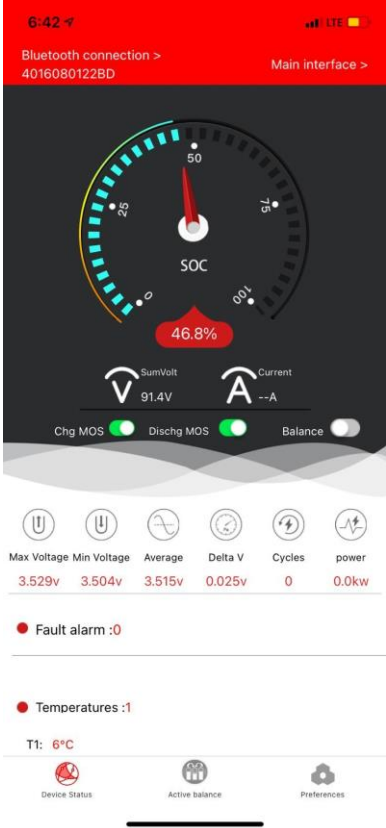 6:42
LTE
Bluetooth connection >
4016080122BD
Main interface >
50
25
75
0
100
SOC
46.8%
SumVolt
V 91.4V
Current
A --A
Chg MOS
Dischg MOS
Balance
Max Voltage Min Voltage Average Delta V Cycles power
3.529v 3.504v 3.515v 0.025v 0 0.0kw
Fault alarm :0
Temperatures :1
T1: 6°C
Device Status
Active balance
Preferences